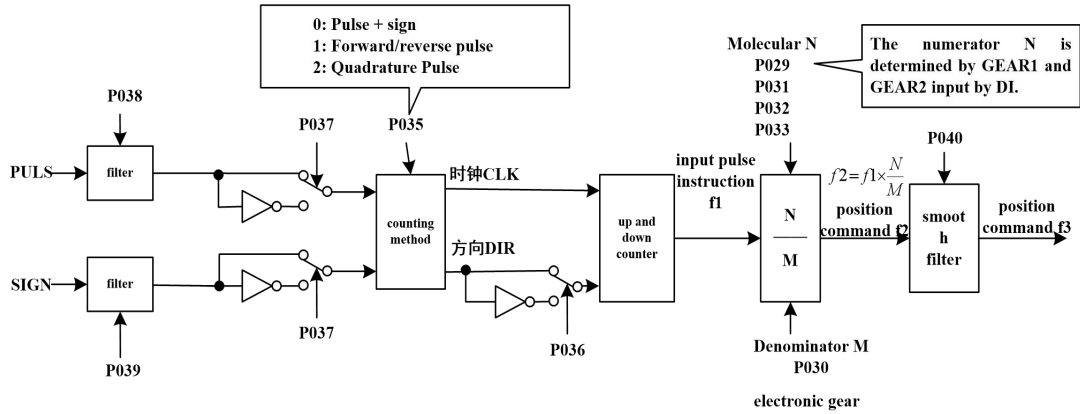 0: Pulse + sign
1: Forward/reverse pulse
2: Quadrature Pulse
Molecular N
P029
P031
P032
P033
The numerator N is
determined by GEAR1 and
GEAR2 input by DI.
P038
P037
P035
P040
PULS
filter
时钟CLK
counting
method
方向DIR
up and
down
counter
input pulse
instruction
f1
N
M
f2=f1×N/M
position
command f2
smoot
h
filter
position
command f3
SIGN
filter
P039
P037
P036
Denominator M
P030
electronic gear